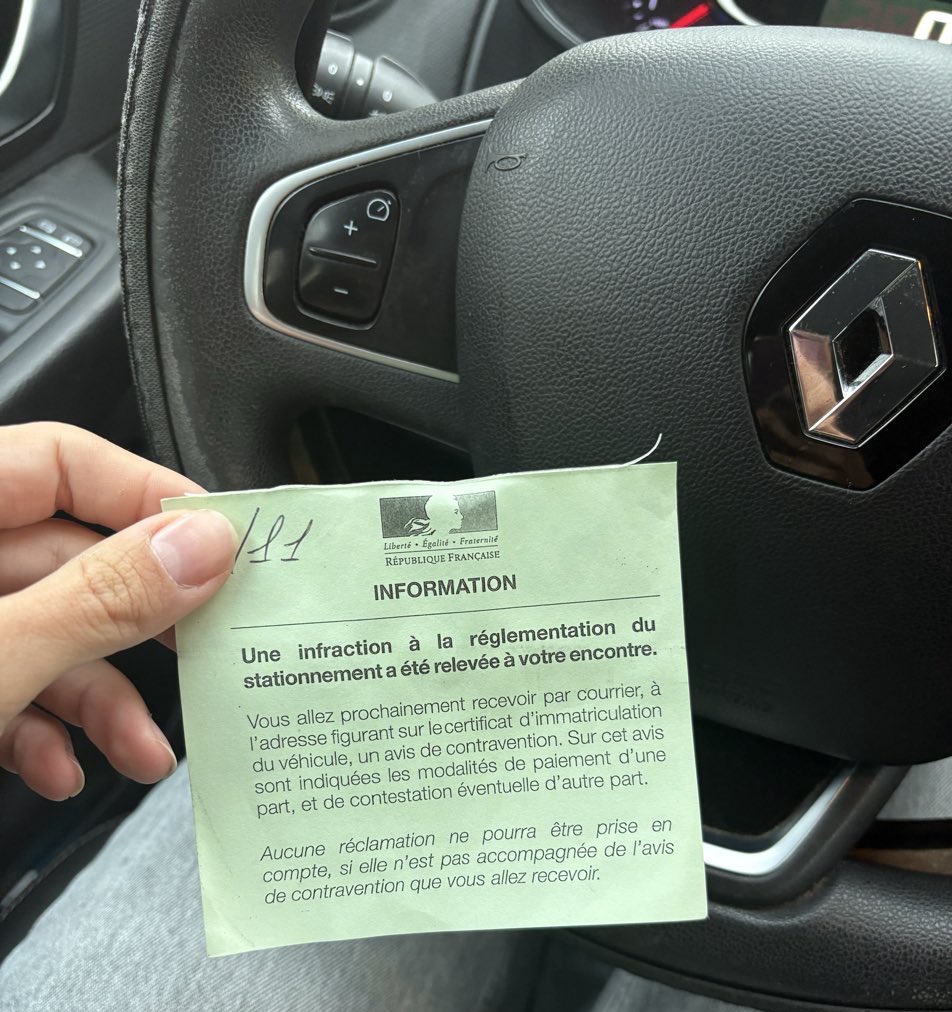 /11
Liberté • Égalité • Fraternité
RÉPUBLIQUE FRANÇAISE
INFORMATION
Une infraction à la réglementation du
stationnement a été relevée à votre encontre.
Vous allez prochainement recevoir par courrier, à
l'adresse figurant sur le certificat d'immatriculation
du véhicule, un avis de contravention. Sur cet avis
sont indiquées les modalités de paiement d'une
part, et de contestation éventuelle d'autre part.
Aucune réclamation ne pourra être prise en
compte, si elle n'est pas accompagnée de l'avis
de contravention que vous allez recevoir.